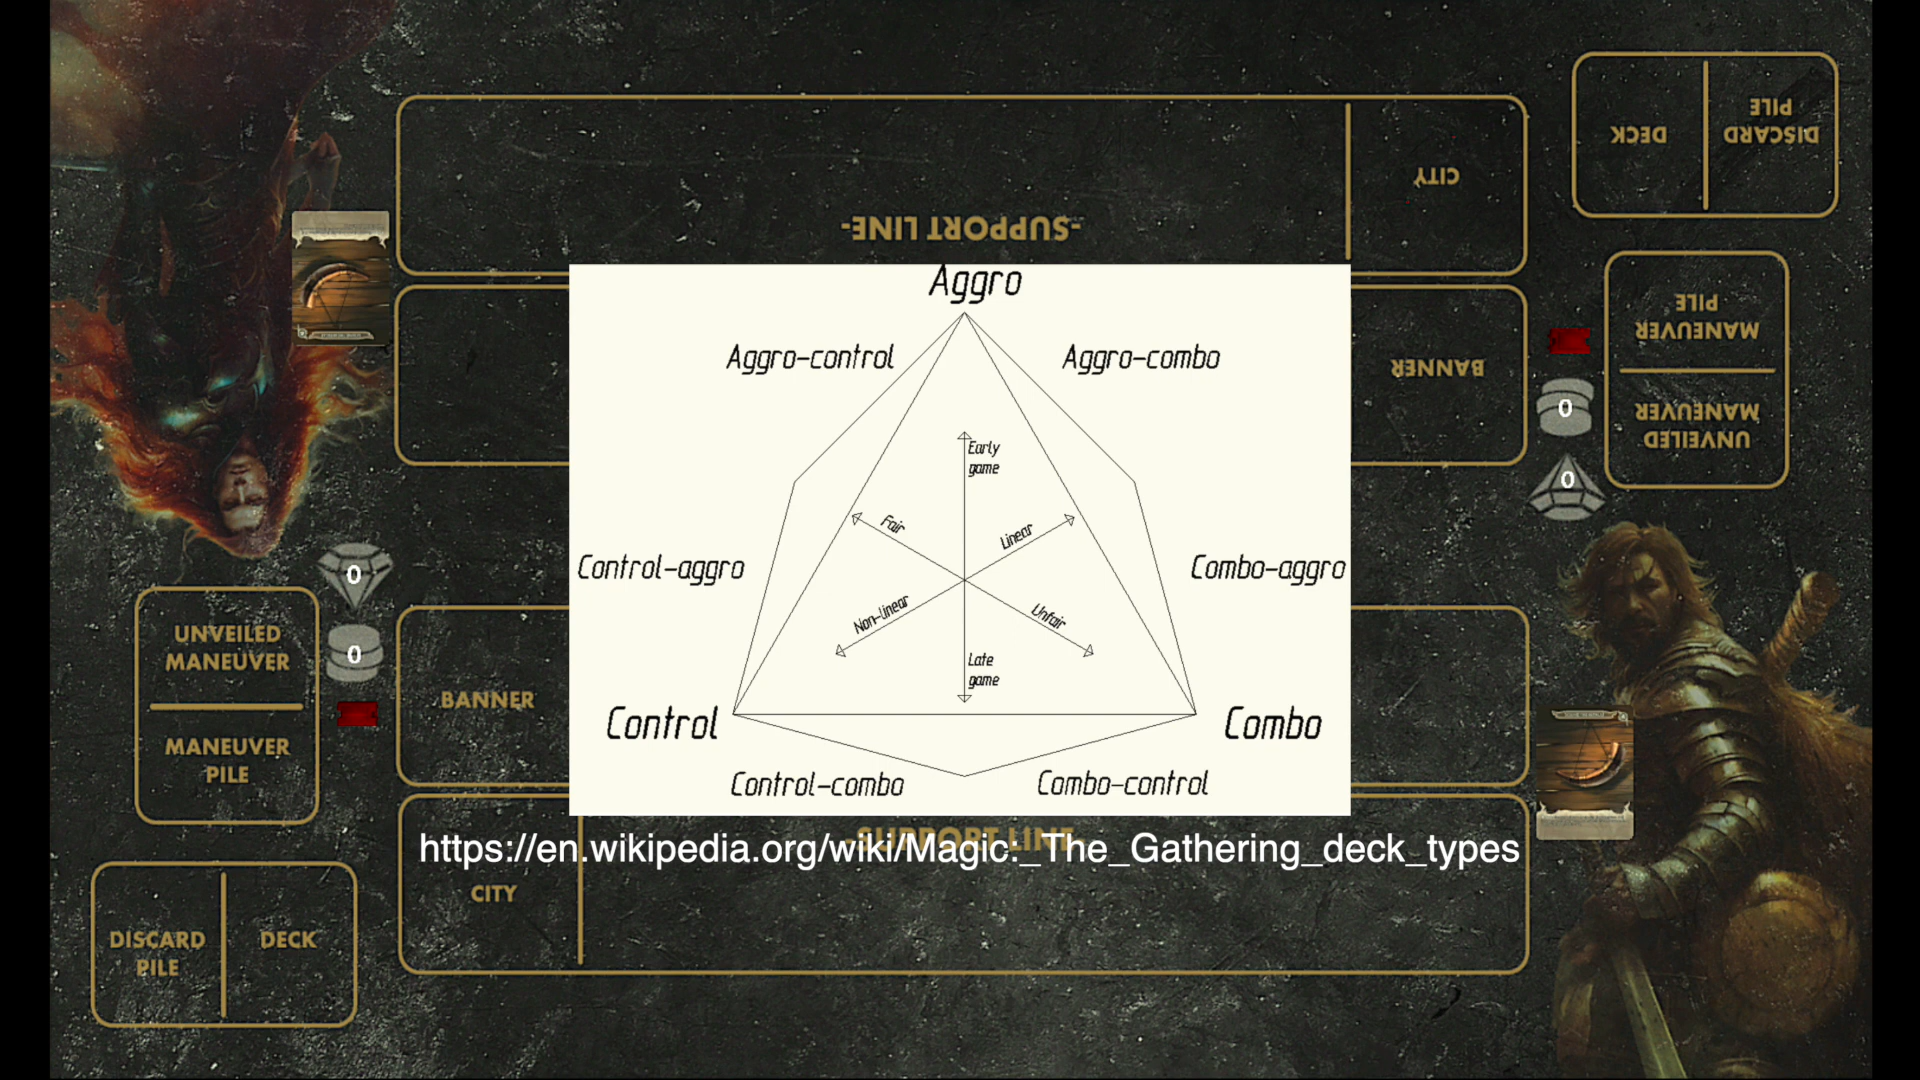 DISCARD
PILE
DECK
CITY
-SUPPORT LINE-
BANNER
MANEUVER
PILE
UNVEILED
MANEUVER
0
0
Aggro
Aggro-control
Aggro-combo
Early
game
Fair
Linear
Control-aggro
Combo-aggro
Non-linear
Unfair
Late
game
Control
Combo
Control-combo
Combo-control
0
0
UNVEILED
MANEUVER
MANEUVER
PILE
BANNER
-SUPPORT LINE-
https://en.wikipedia.org/wiki/Magic:_The_Gathering_deck_types
CITY
DISCARD
PILE
DECK